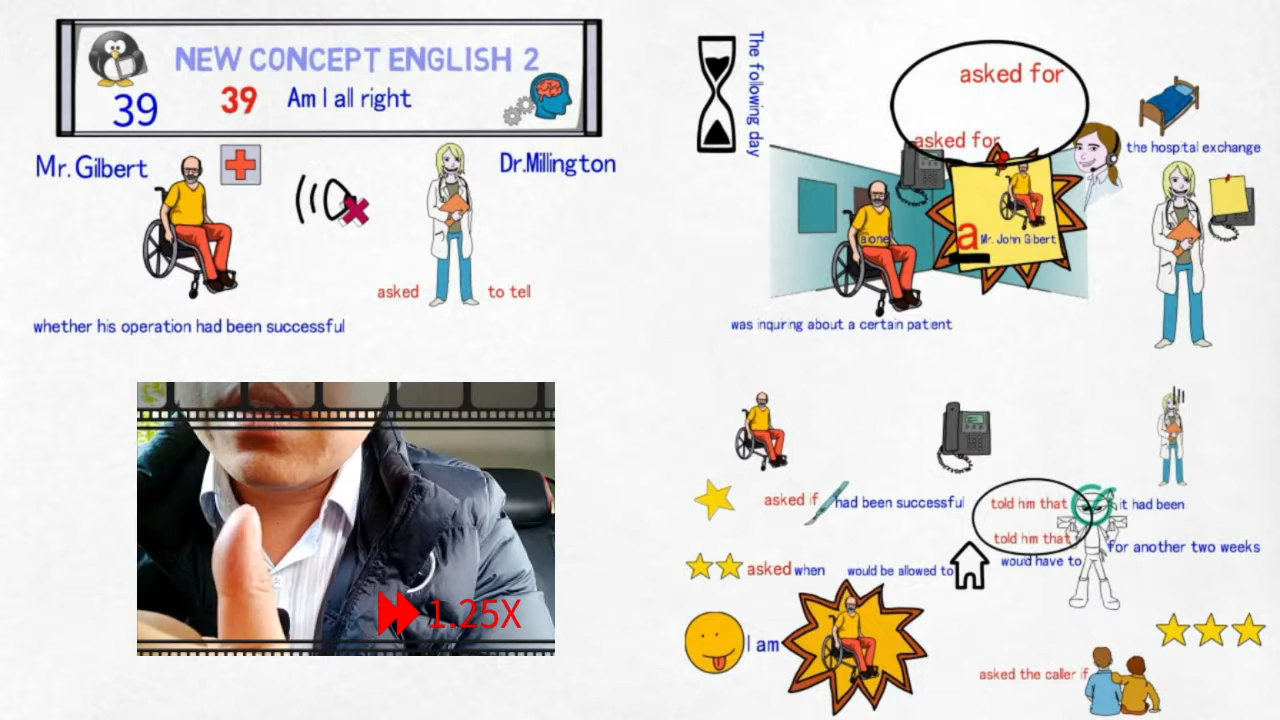 NEW CONCEPT ENGLISH 2
39
39
Am I all right
Mr. Gilbert
Dr.Millington
asked
to tell
whether his operation had been successful
1.25X
The following day
asked for
asked for
the hosptal exchange
alone
a
Mr. John Gibert
was inquring about a certain patient
asked if
had been successful
told him that
it had been
told him that
for another two weeks
asked when
would be allowed to
would have to
I am
asked the caller if